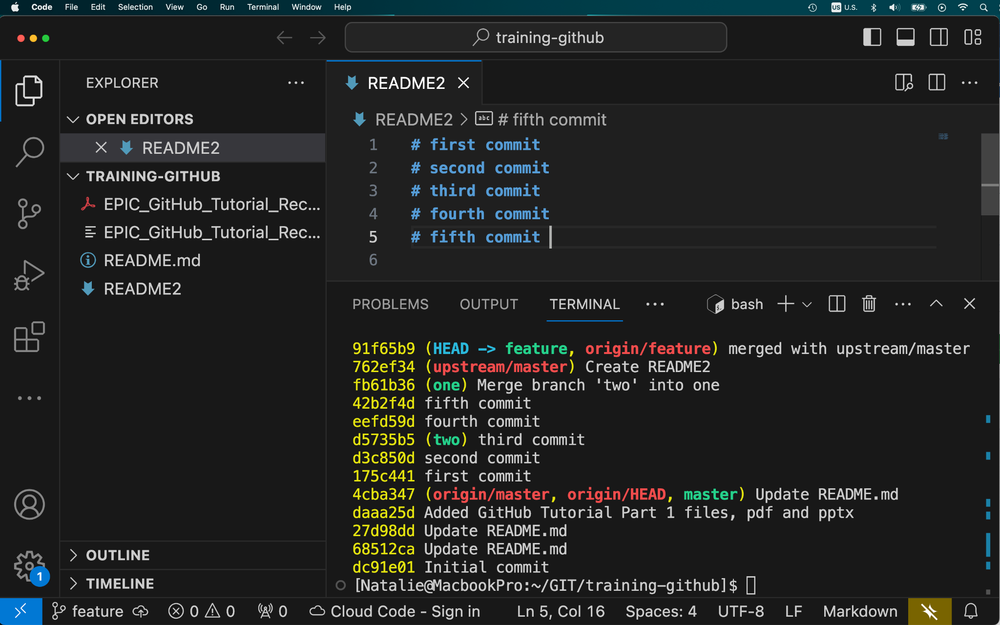 Code File Edit Selection View Go Run Terminal Window Help US U.S.
training-github
EXPLORER
OPEN EDITORS
README2
TRAINING-GITHUB
EPIC_GitHub_Tutorial_Rec...
EPIC_GitHub_Tutorial_Rec...
README.md
README2
OUTLINE
TIMELINE
1
README2
README2 > abc # fifth commit
1 # first commit
2 # second commit
3 # third commit
4 # fourth commit
5 # fifth commit
6
PROBLEMS OUTPUT TERMINAL ... bash
91f65b9 (HEAD -> feature, origin/feature) merged with upstream/master
762ef34 (upstream/master) Create README2
fb61b36 (one) Merge branch 'two' into one
42b2f4d fifth commit
eefd59d fourth commit
d5735b5 (two) third commit
d3c850d second commit
175c441 first commit
4cba347 (origin/master, origin/HEAD, master) Update README.md
daaa25d Added GitHub Tutorial Part 1 files, pdf and pptx
27d98dd Update README.md
68512ca Update README.md
dc91e01 Initial commit
[Natalie@MacbookPro:~/GIT/training-github]$
feature 0 0 0 Cloud Code - Sign in Ln 5, Col 16 Spaces: 4 UTF-8 LF Markdown